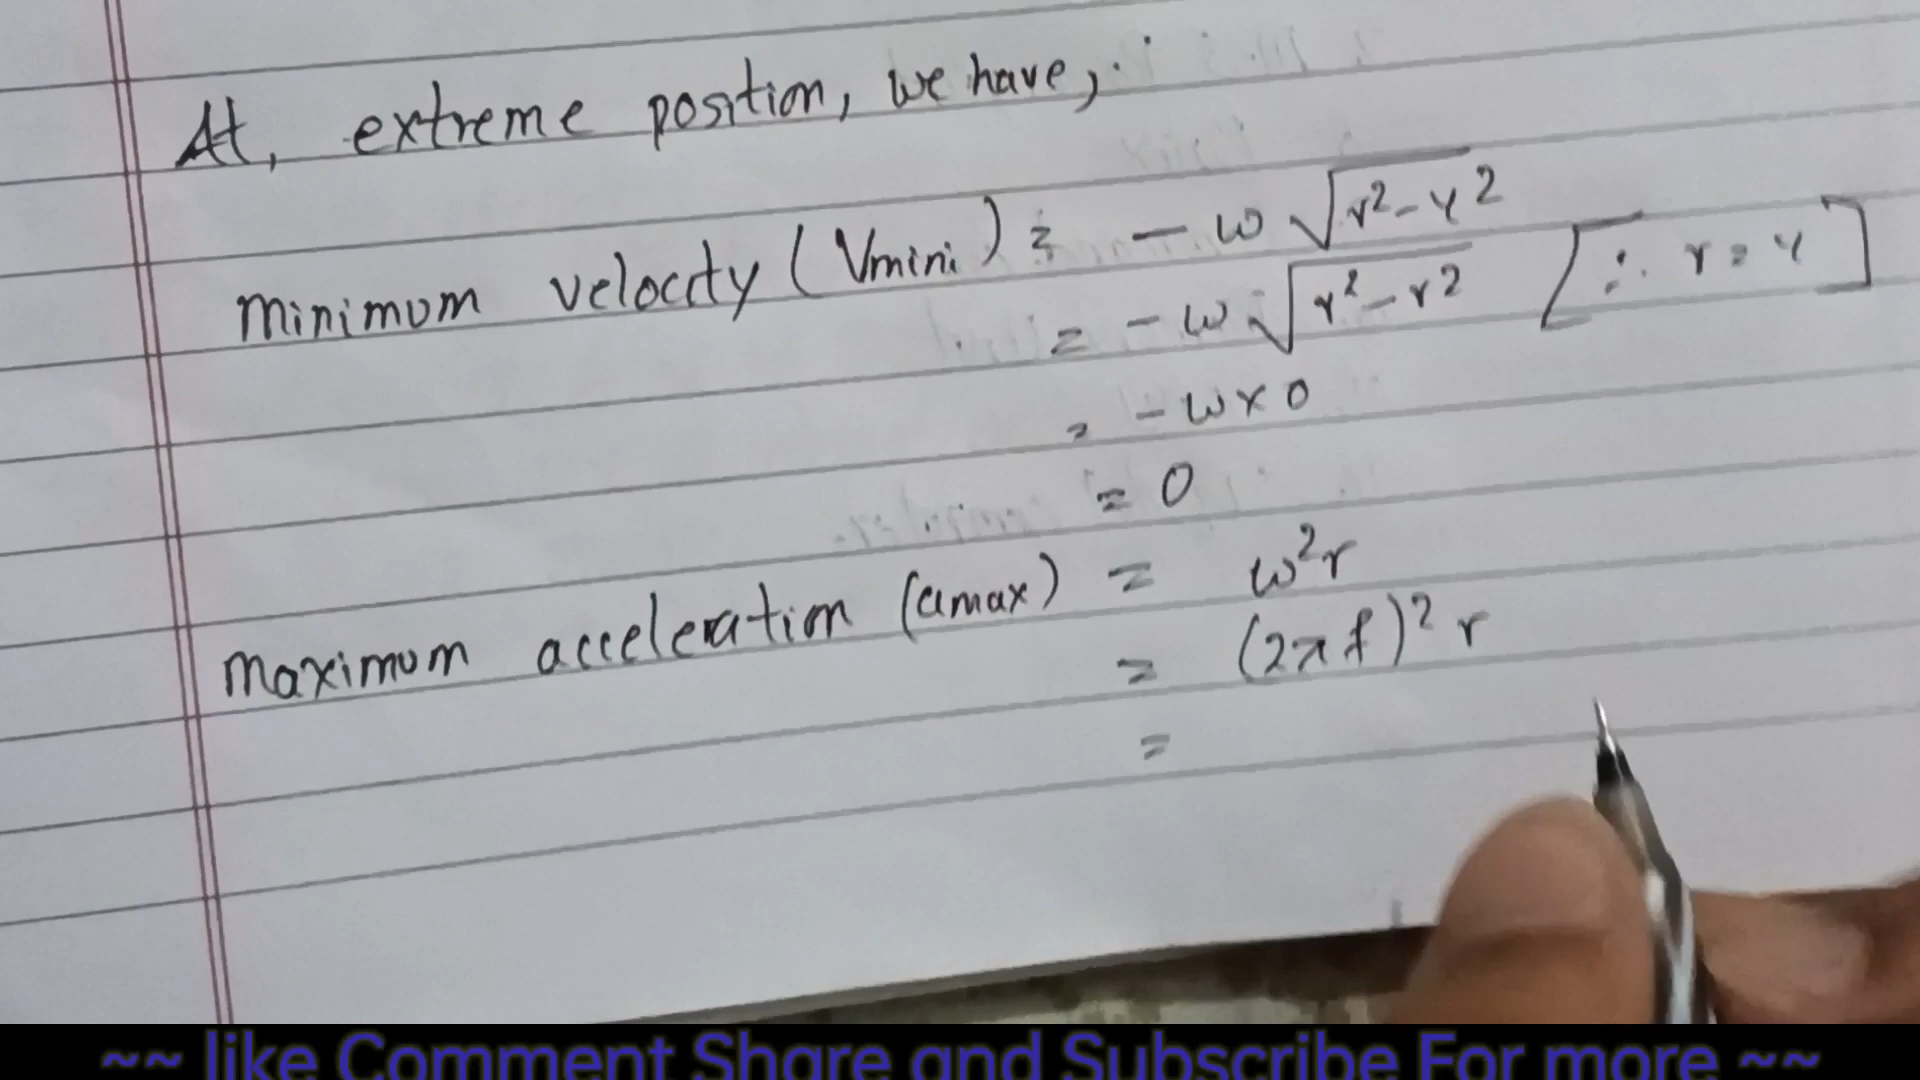 At, extreme position, we have,
minimum velocity (Vmini) = - ω √r²-y²
= - ω √r²-r² [∴ r = y]
= - ω x 0
= 0
maximum acceleration (amax) = ω²r
= (2πf)² r
=
~~ like Comment Share and Subscribe For more ~~